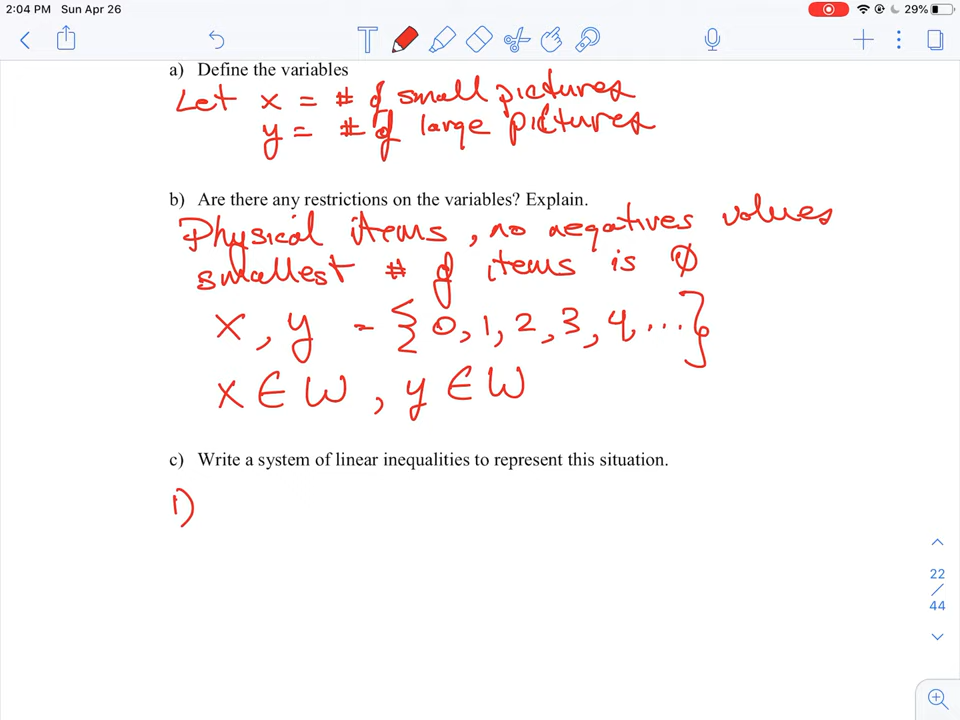 2:04 PM Sun Apr 26
29%
T
a) Define the variables
Let x = # of small pictures
y = # of large pictures
b) Are there any restrictions on the variables? Explain.
Physical items, no negatives values
smallest # of items is 0
x, y = {0, 1, 2, 3, 4, ...}
x ∈ W, y ∈ W
c) Write a system of linear inequalities to represent this situation.
1)
22
/
44